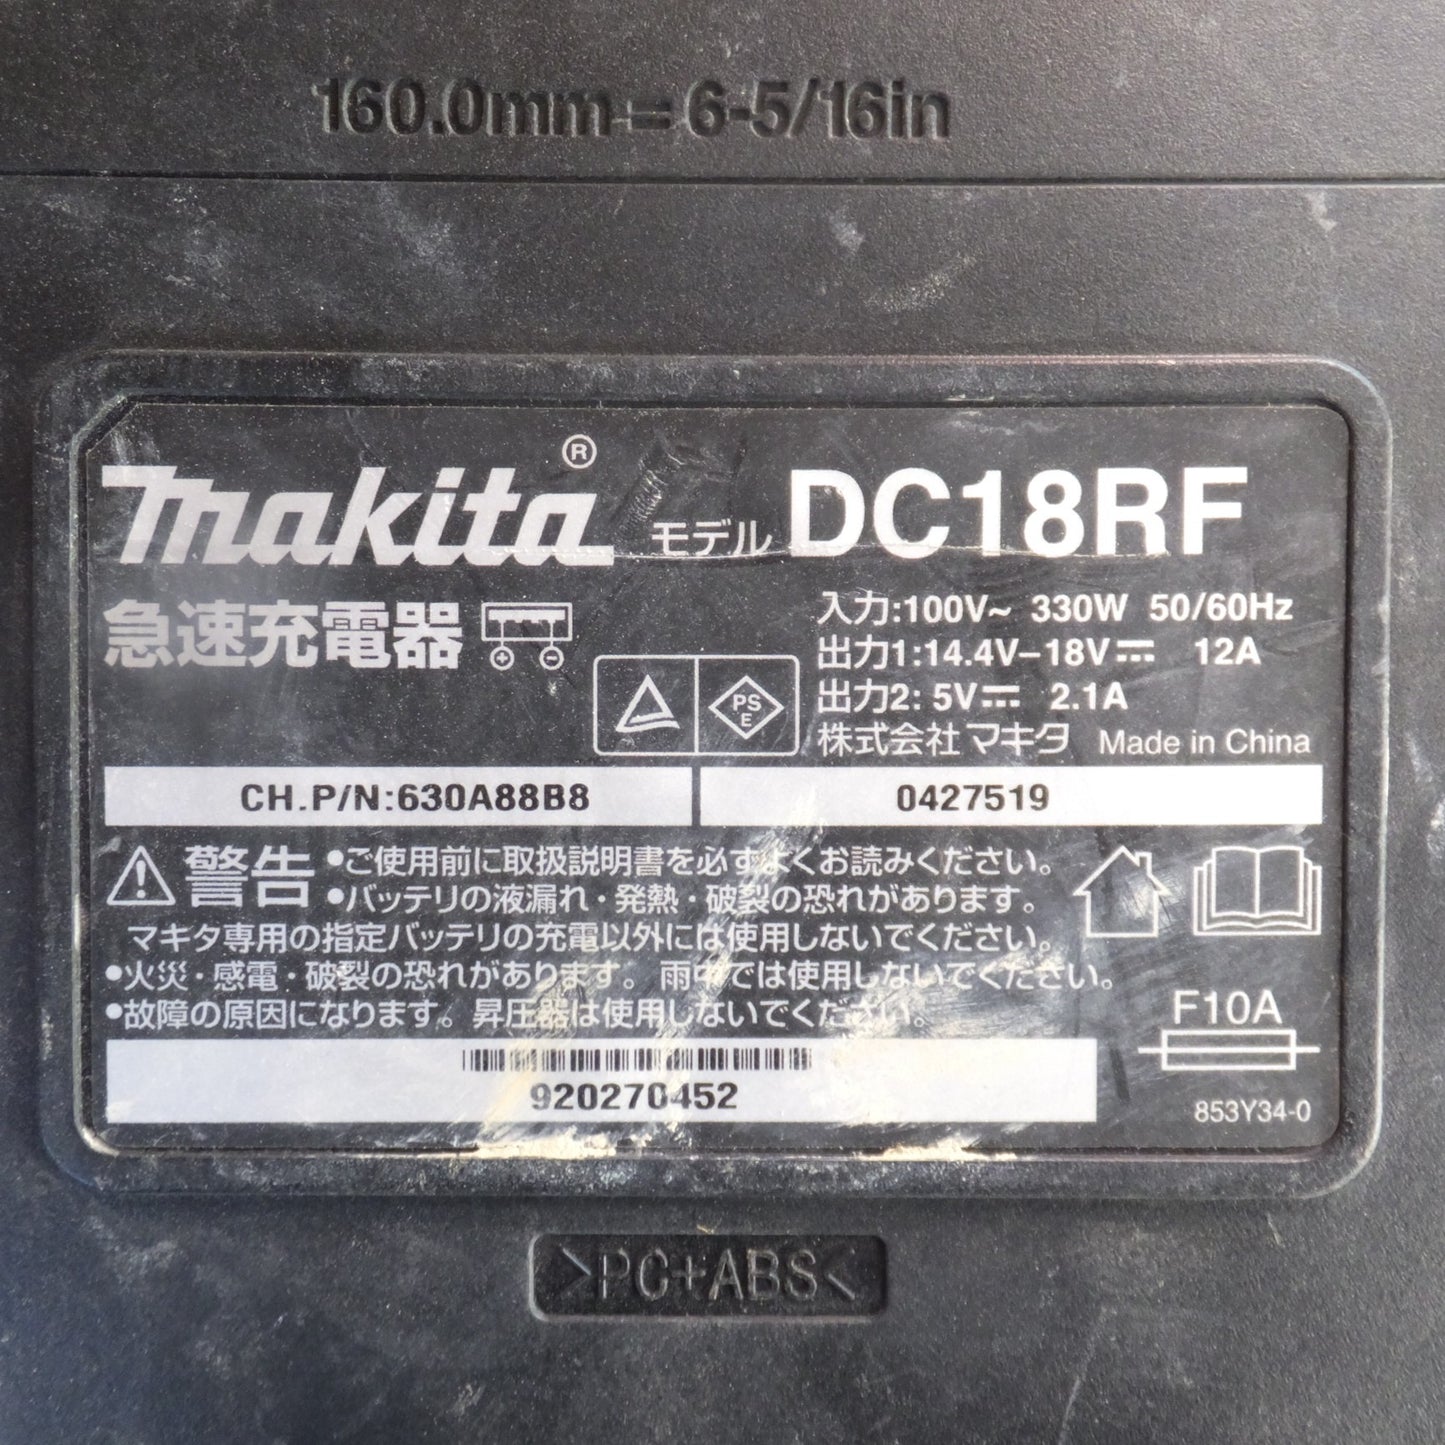 160.0mm=6-5/16in
makita® モデル DC18RF
急速充電器
入力:100V~ 330W 50/60Hz
出力1:14.4V–18V⎓ 12A
出力2: 5V⎓ 2.1A
PS
E
株式会社マキタ Made in China
CH.P/N:630A88B8
0427519
警告
•ご使用前に取扱説明書を必ずよくお読みください。
•バッテリの液漏れ・発熱・破裂の恐れがあります。
マキタ専用の指定バッテリの充電以外には使用しないでください。
•火災・感電・破裂の恐れがあります。雨中では使用しないでください。
•故障の原因になります。昇圧器は使用しないでください。
F10A
920270452
853Y34-0
>PC+ABS<